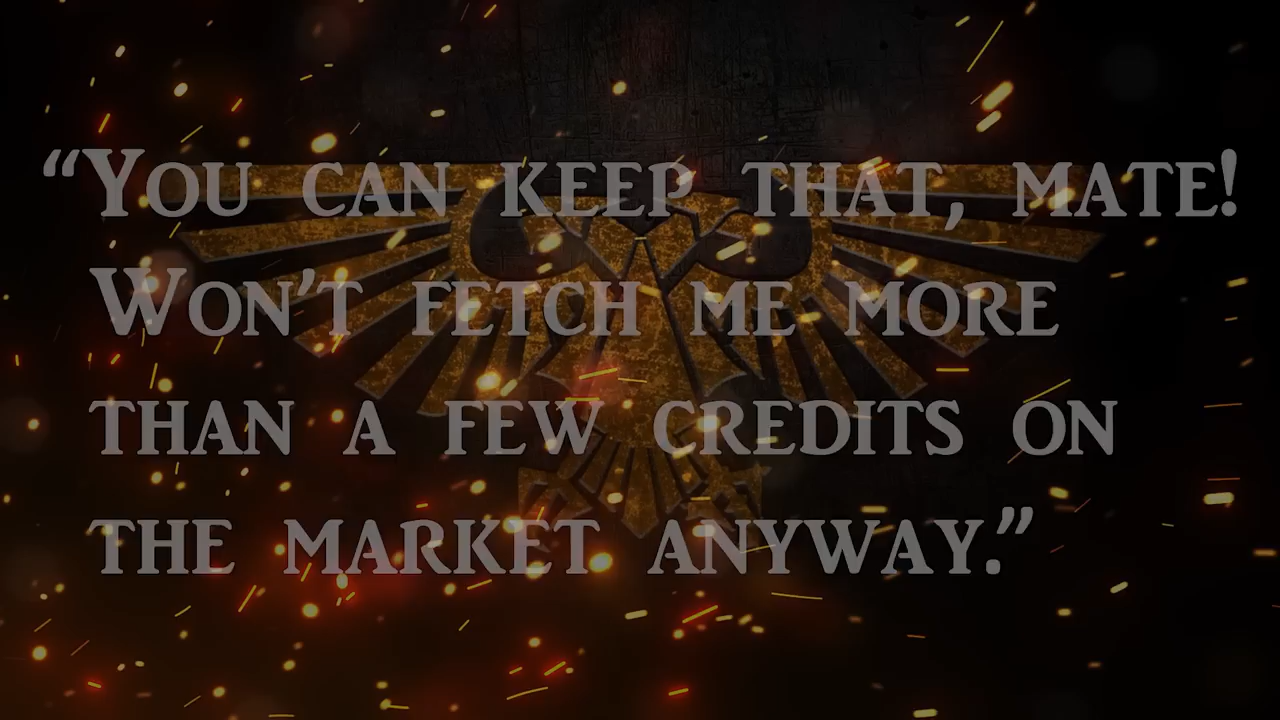 “You can keep that, mate!
Won’t fetch me more
than a few credits on
the market anyway.”